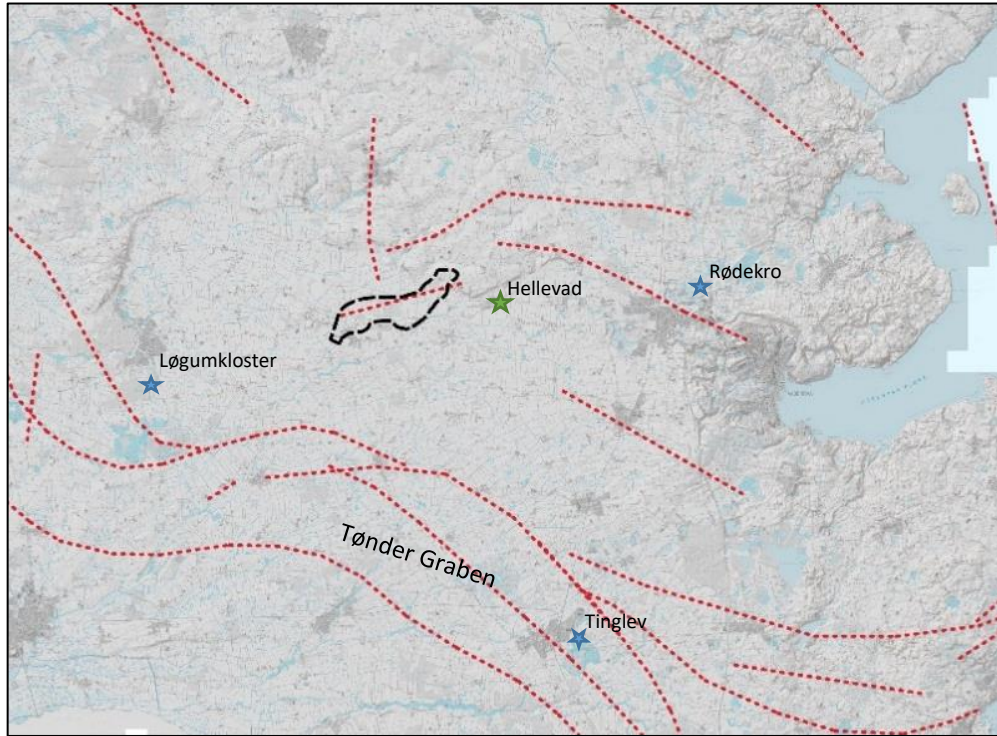 Rødekro
Hellevad
Løgumkloster
Tønder Graben
Tinglev